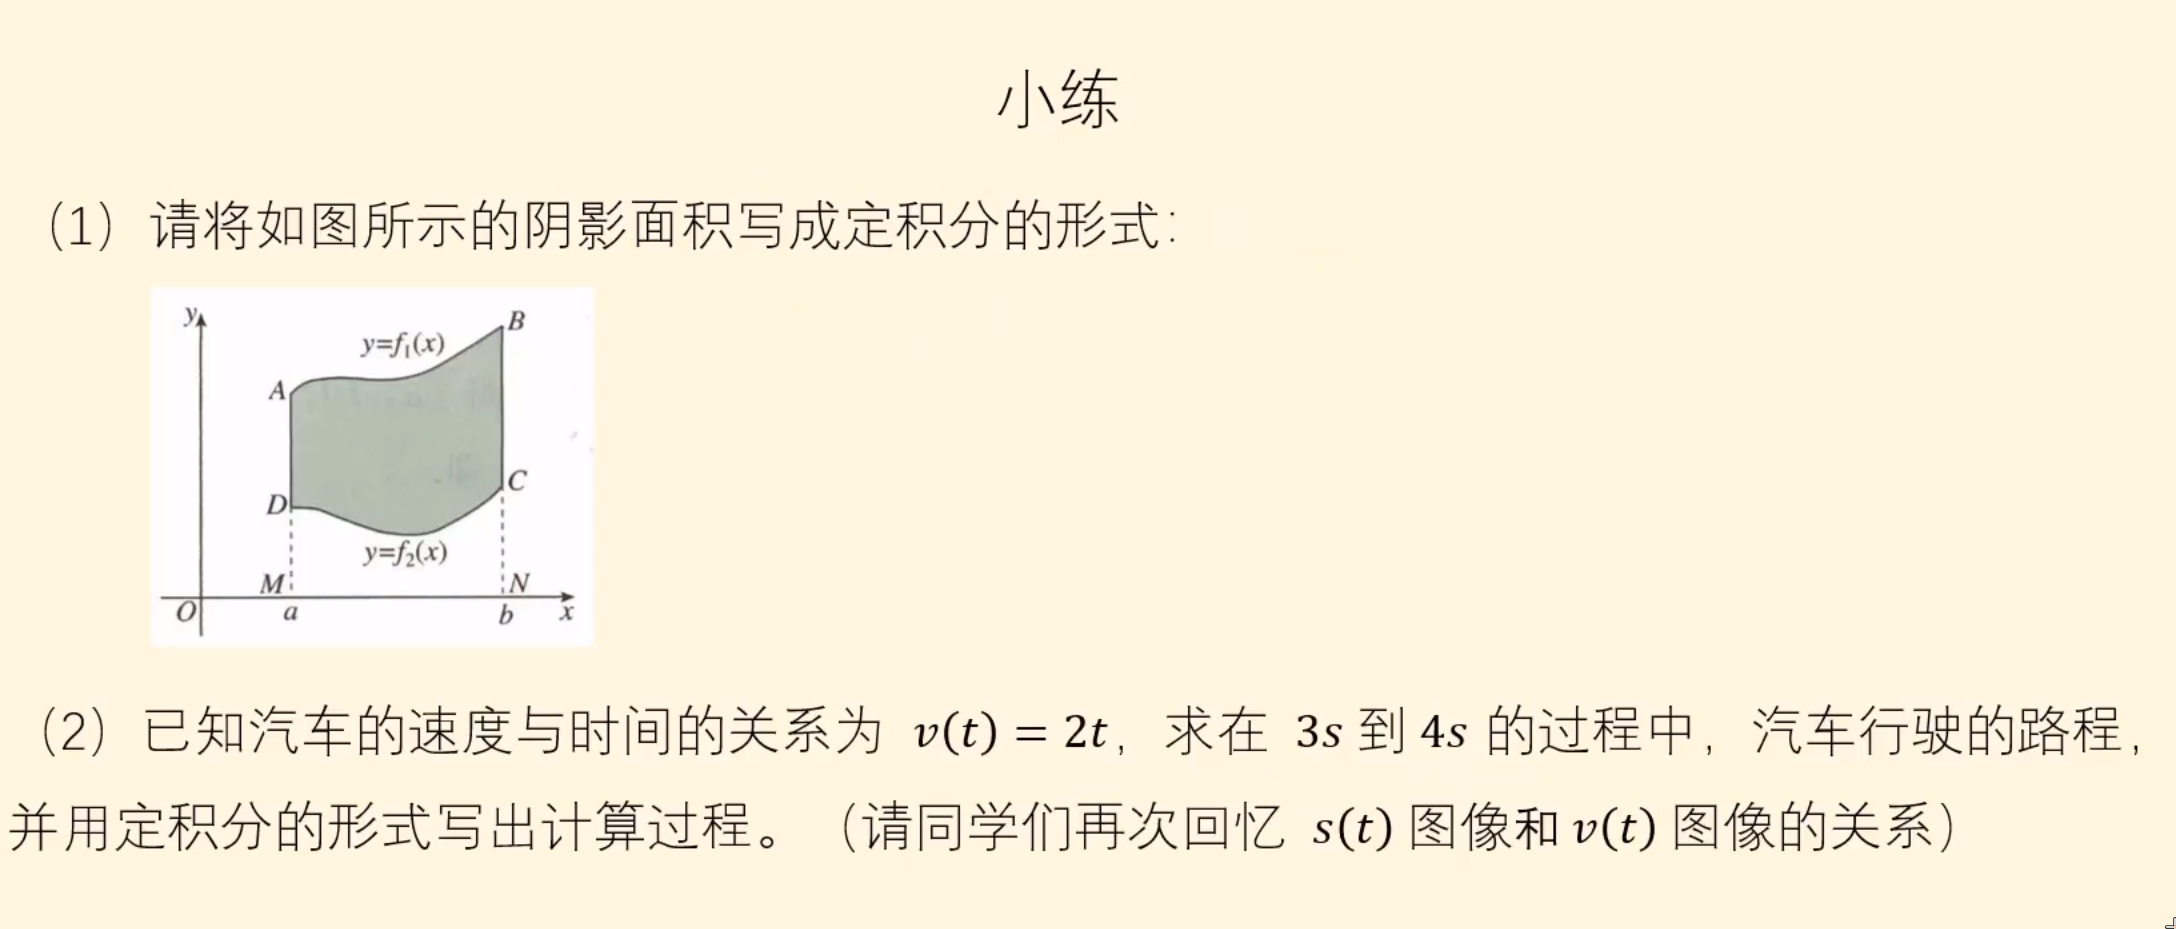 小练
（1）请将如图所示的阴影面积写成定积分的形式：
y
B
y=f₁(x)
A
C
D
y=f₂(x)
M
N
O
a
b
x
（2）已知汽车的速度与时间的关系为 v(t) = 2t，求在 3s 到 4s 的过程中，汽车行驶的路程，
并用定积分的形式写出计算过程。（请同学们再次回忆 s(t) 图像和 v(t) 图像的关系）